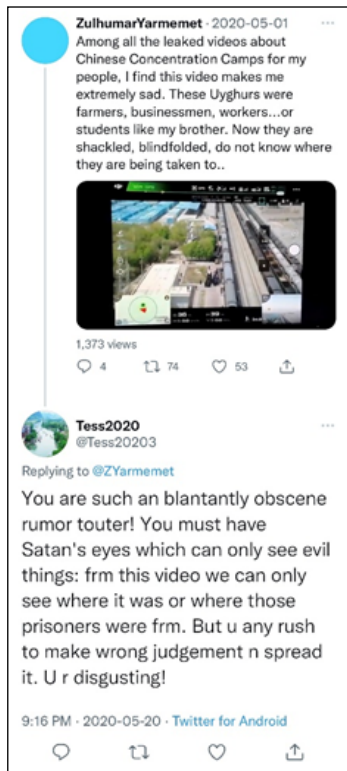 ZulhumarYarmemet · 2020-05-01
Among all the leaked videos about
Chinese Concentration Camps for my
people, I find this video makes me
extremely sad. These Uyghurs were
farmers, businessmen, workers...or
students like my brother. Now they are
shackled, blindfolded, do not know where
they are being taken to..
1,373 views
4 74 53
Tess2020
@Tess20203
Replying to @ZYarmemet
You are such an blantantly obscene
rumor touter! You must have
Satan's eyes which can only see evil
things: frm this video we can only
see where it was or where those
prisoners were frm. But u any rush
to make wrong judgement n spread
it. U r disgusting!
9:16 PM · 2020-05-20 · Twitter for Android